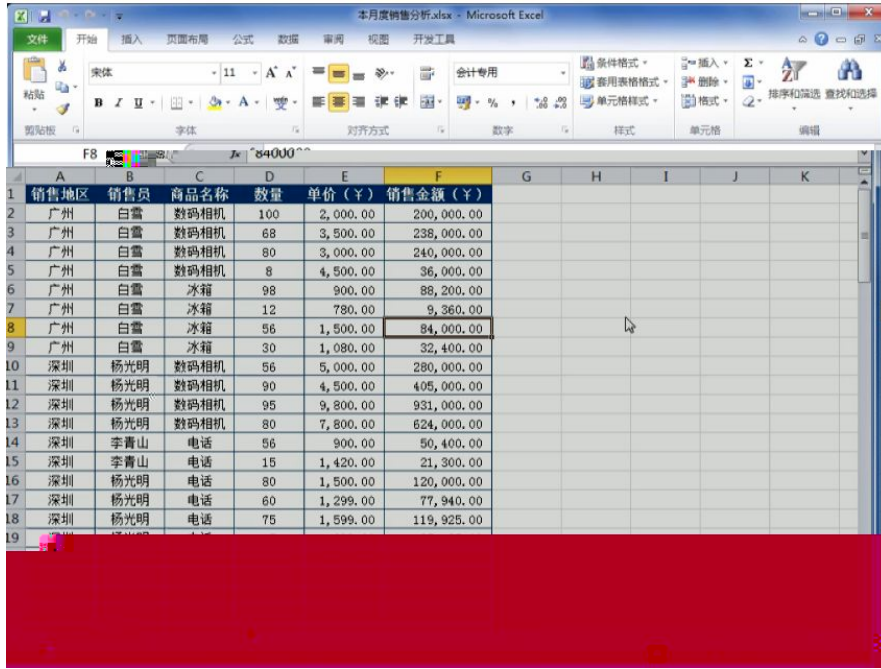 本月度销售分析.xlsx - Microsoft Excel
文件 开始 插入 页面布局 公式 数据 审阅 视图 开发工具
宋体 11 A A 会计专用 条件格式 插入 Σ
粘贴 B I U A 变 % , 套用表格格式 删除 排序和筛选 查找和选择
单元格样式 格式
剪贴板 字体 对齐方式 数字 样式 单元格 编辑
F8 fx
A B C D E F G H I J K
1 销售地区 销售员 商品名称 数量 单价(¥) 销售金额(¥)
2 广州 白雪 数码相机 100 2,000.00 200,000.00
3 广州 白雪 数码相机 68 3,500.00 238,000.00
4 广州 白雪 数码相机 80 3,000.00 240,000.00
5 广州 白雪 数码相机 8 4,500.00 36,000.00
6 广州 白雪 冰箱 98 900.00 88,200.00
7 广州 白雪 冰箱 12 780.00 9,360.00
8 广州 白雪 冰箱 56 1,500.00 84,000.00
9 广州 白雪 冰箱 30 1,080.00 32,400.00
10 深圳 杨光明 数码相机 56 5,000.00 280,000.00
11 深圳 杨光明 数码相机 90 4,500.00 405,000.00
12 深圳 杨光明 数码相机 95 9,800.00 931,000.00
13 深圳 杨光明 数码相机 80 7,800.00 624,000.00
14 深圳 李青山 电话 56 900.00 50,400.00
15 深圳 李青山 电话 15 1,420.00 21,300.00
16 深圳 杨光明 电话 80 1,500.00 120,000.00
17 深圳 杨光明 电话 60 1,299.00 77,940.00
18 深圳 杨光明 电话 75 1,599.00 119,925.00
19